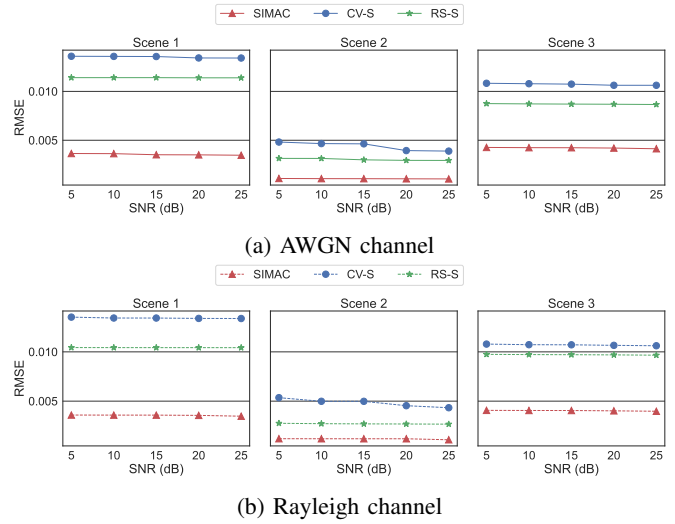 SIMAC CV-S RS-S
Scene 1 Scene 2 Scene 3
RMSE
0.010
0.005
5 10 15 20 25 5 10 15 20 25 5 10 15 20 25
SNR (dB) SNR (dB) SNR (dB)
(a) AWGN channel
SIMAC CV-S RS-S
Scene 1 Scene 2 Scene 3
RMSE
0.010
0.005
5 10 15 20 25 5 10 15 20 25 5 10 15 20 25
SNR (dB) SNR (dB) SNR (dB)
(b) Rayleigh channel